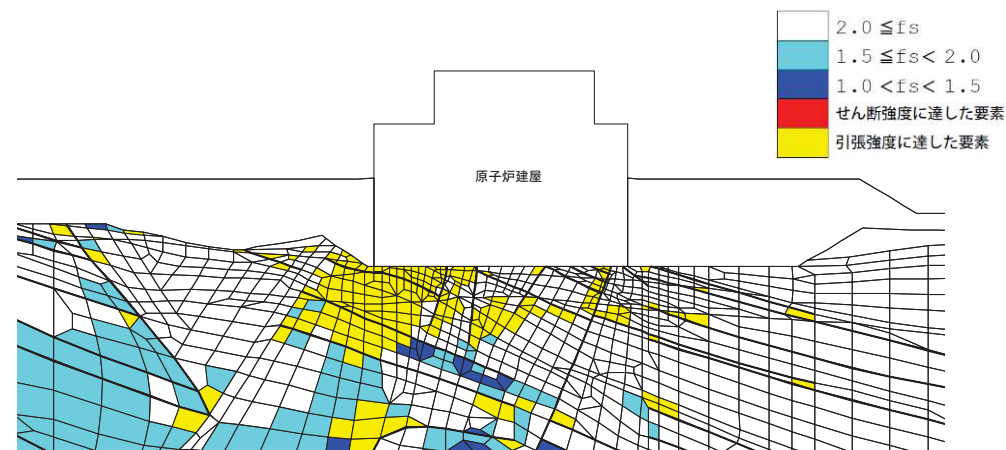 2.0 ≦fs
1.5 ≦fs< 2.0
1.0 <fs< 1.5
せん断強度に達した要素
引張強度に達した要素
原子炉建屋